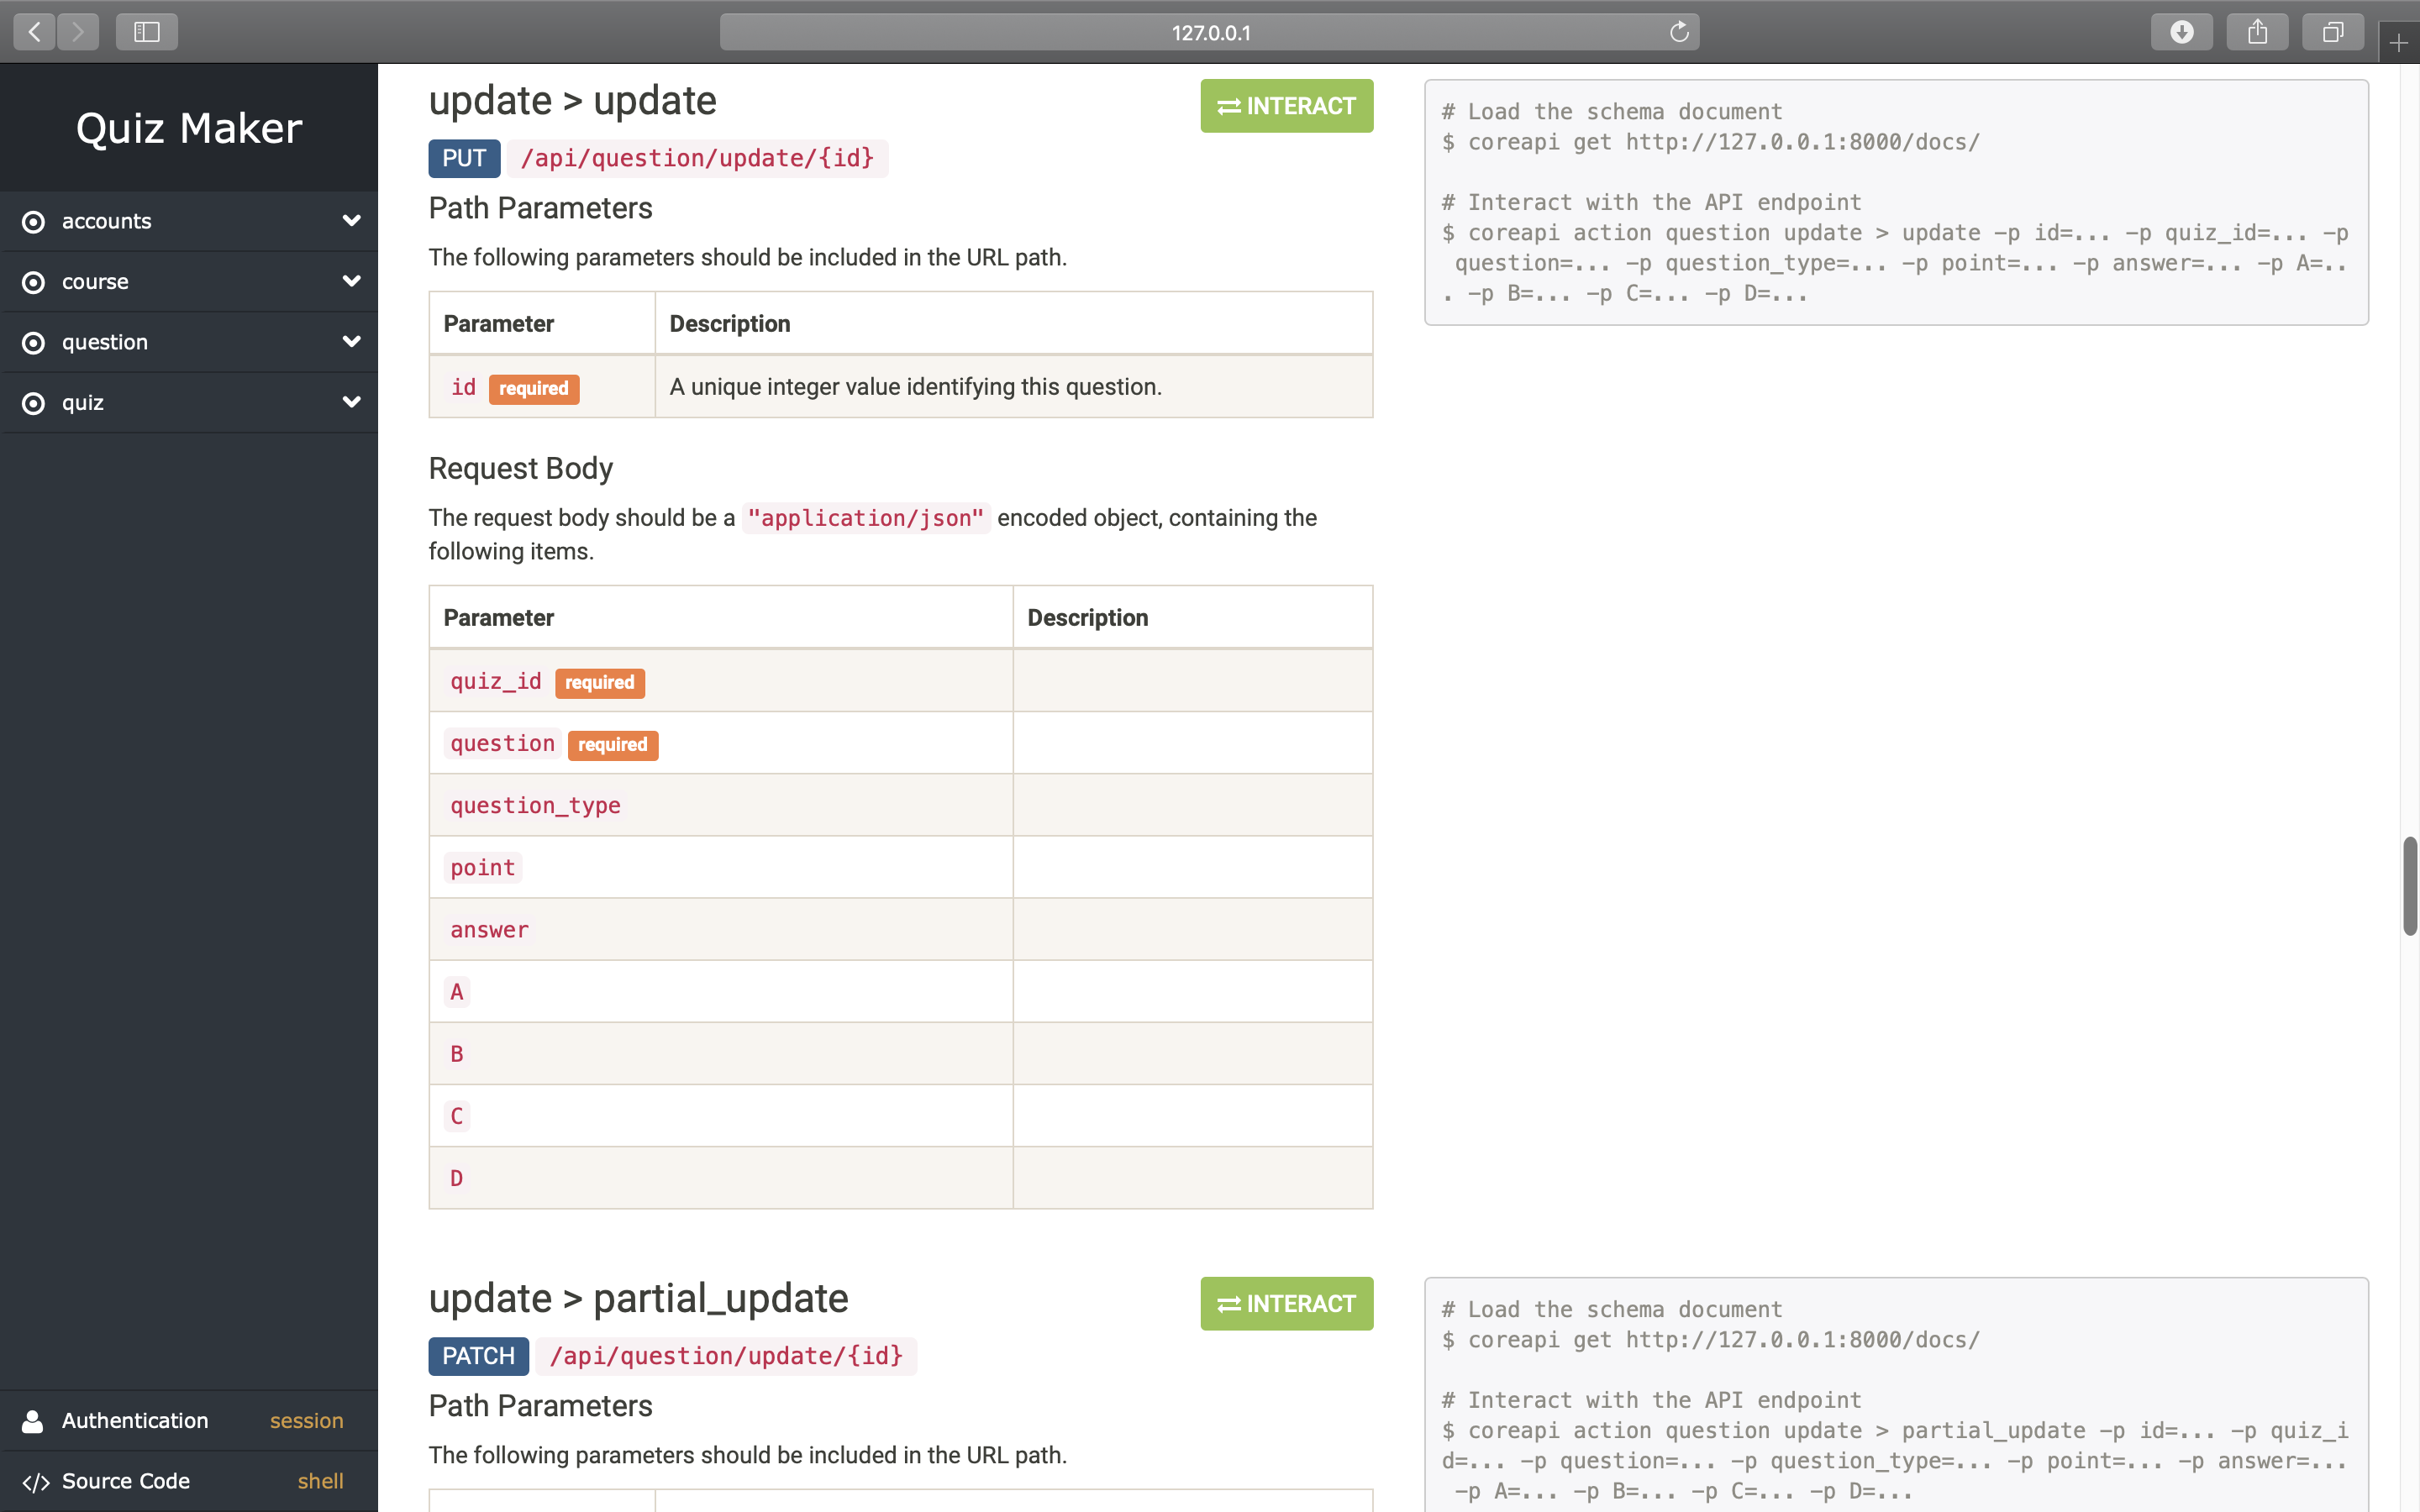 127.0.0.1
Quiz Maker
accounts
course
question
quiz
Authentication session
Source Code shell
update > update
INTERACT
PUT /api/question/update/{id}
Path Parameters
The following parameters should be included in the URL path.
Parameter Description
id required A unique integer value identifying this question.
Request Body
The request body should be a "application/json" encoded object, containing the
following items.
Parameter Description
quiz_id required
question required
question_type
point
answer
A
B
C
D
# Load the schema document
$ coreapi get http://127.0.0.1:8000/docs/
# Interact with the API endpoint
$ coreapi action question update > update -p id=... -p quiz_id=... -p
question=... -p question_type=... -p point=... -p answer=... -p A=..
. -p B=... -p C=... -p D=...
update > partial_update
INTERACT
PATCH /api/question/update/{id}
Path Parameters
The following parameters should be included in the URL path.
# Load the schema document
$ coreapi get http://127.0.0.1:8000/docs/
# Interact with the API endpoint
$ coreapi action question update > partial_update -p id=... -p quiz_i
d=... -p question=... -p question_type=... -p point=... -p answer=...
-p A=... -p B=... -p C=... -p D=...